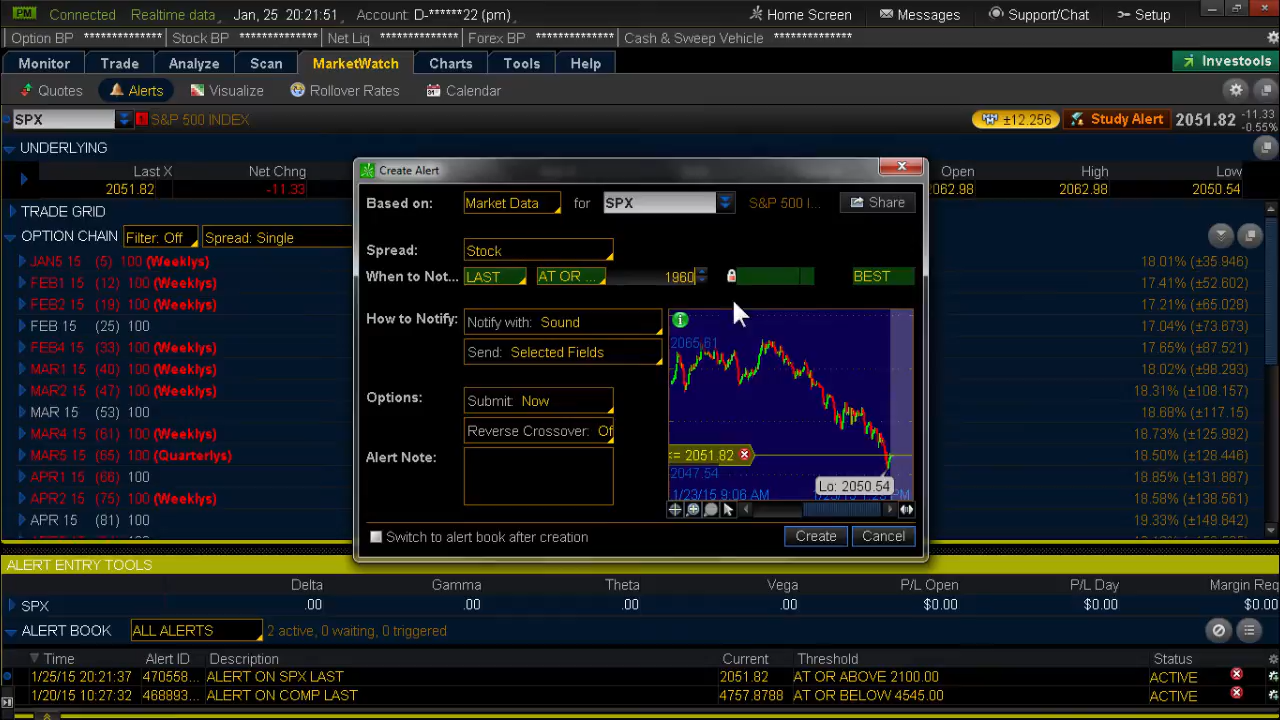 PM Connected Realtime data Jan, 25 20:21:51 Account: D-******22 (pm) Home Screen Messages Support/Chat Setup
Option BP ************** Stock BP ************** Net Liq ************** Forex BP ************** Cash & Sweep Vehicle **************
Monitor Trade Analyze Scan MarketWatch Charts Tools Help Investools
Quotes Alerts Visualize Rollover Rates Calendar
SPX S&P 500 INDEX ±12.256 Study Alert 2051.82 -11.33 -0.55%
UNDERLYING
Last X Net Chng Open High Low
2051.82 -11.33 2062.98 2062.98 2050.54
TRADE GRID
OPTION CHAIN Filter: Off Spread: Single
JAN5 15 (5) 100 (Weeklys) 18.01% (±35.946)
FEB1 15 (12) 100 (Weeklys) 17.41% (±52.602)
FEB2 15 (19) 100 (Weeklys) 17.21% (±65.028)
FEB 15 (25) 100 17.04% (±73.673)
FEB4 15 (33) 100 (Weeklys) 17.65% (±87.521)
MAR1 15 (40) 100 (Weeklys) 18.02% (±98.293)
MAR2 15 (47) 100 (Weeklys) 18.31% (±108.157)
MAR 15 (53) 100 18.68% (±117.15)
MAR4 15 (61) 100 (Weeklys) 18.73% (±125.992)
MAR5 15 (65) 100 (Quarterlys) 18.50% (±128.811)
APR1 15 (66) 100 18.85% (±131.887)
APR2 15 (75) 100 (Weeklys) 18.58% (±138.561)
APR 15 (81) 100 19.33% (±149.842)
Create Alert
Based on: Market Data for SPX S&P 500 I... Share
Spread: Stock
When to Not... LAST AT OR ... 1960 BEST
How to Notify: Notify with: Sound
Send: Selected Fields
Options: Submit: Now
Reverse Crossover: Of
Alert Note:
2065.61
<= 2051.82
2047.54
Lo: 2050.54
1/23/15 9:06 AM
Switch to alert book after creation Create Cancel
ALERT ENTRY TOOLS
Delta Gamma Theta Vega P/L Open P/L Day Margin Req
SPX .00 .00 .00 .00 $0.00 $0.00 $0.00
ALERT BOOK ALL ALERTS 2 active, 0 waiting, 0 triggered
Time Alert ID Description Current Threshold Status
1/25/15 20:21:37 470558... ALERT ON SPX LAST 2051.82 AT OR ABOVE 2100.00 ACTIVE
1/20/15 10:27:32 468893... ALERT ON COMP LAST 4757.8788 AT OR BELOW 4545.00 ACTIVE